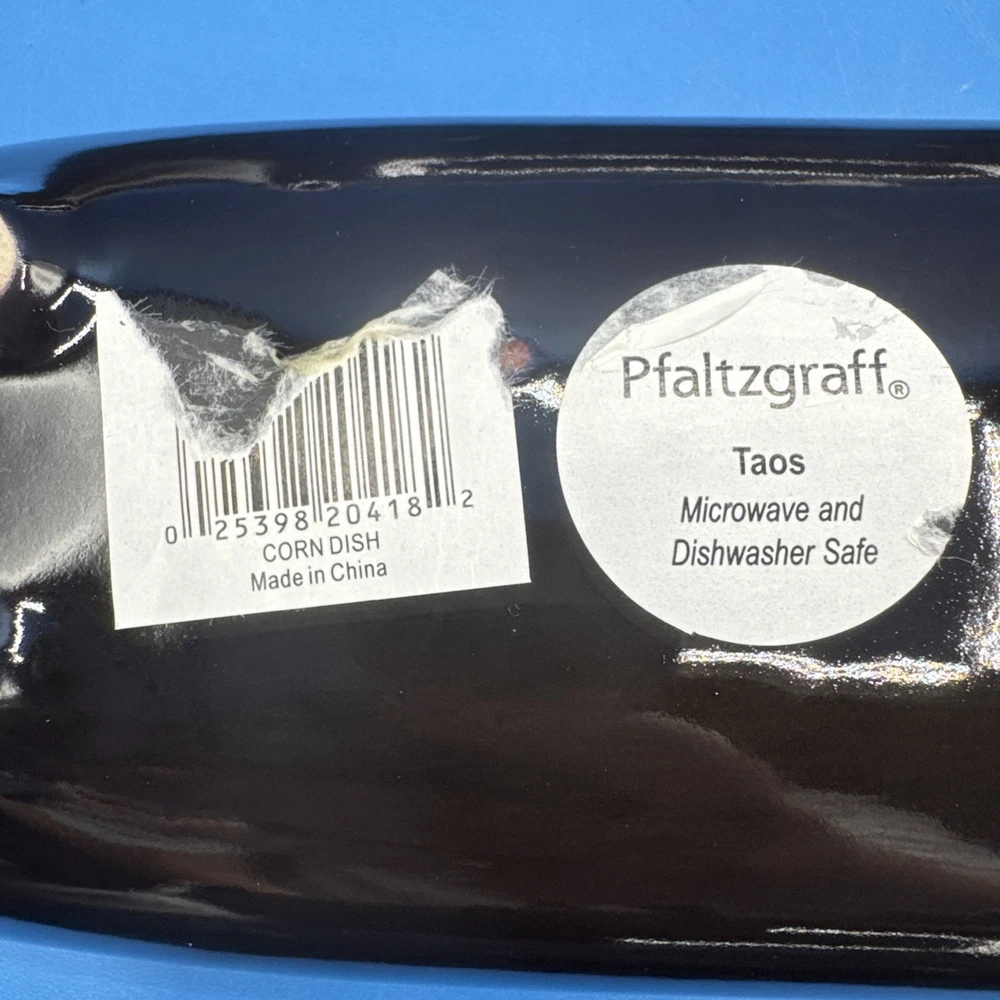 0 25398 20418 2
CORN DISH
Made in China
Pfaltzgraff®
Taos
Microwave and
Dishwasher Safe